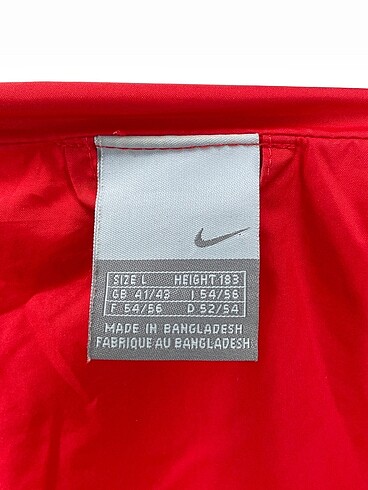 SIZE L HEIGHT 183
GB 41/43 I 54/56
F 54/56 D 52/54
MADE IN BANGLADESH
FABRIQUE AU BANGLADESH